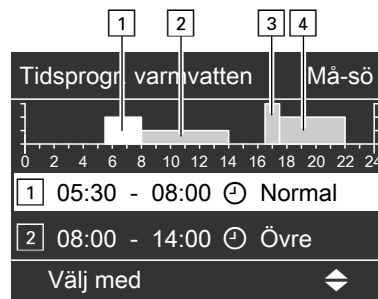 1 2 3 4
Tidsprogr. varmvatten Må-sö
0 2 4 6 8 10 12 14 16 18 20 22 24
1 05:30 - 08:00 Normal
2 08:00 - 14:00 Övre
Välj med